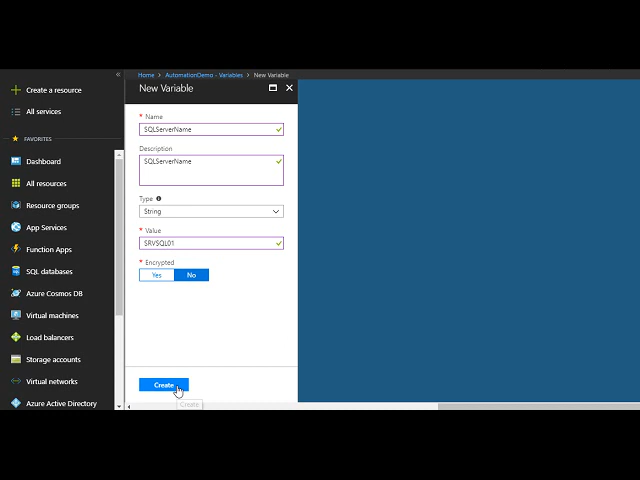 Home > AutomationDemo - Variables > New Variable
New Variable
Create a resource
All services
FAVORITES
Dashboard
All resources
Resource groups
App Services
Function Apps
SQL databases
Azure Cosmos DB
Virtual machines
Load balancers
Storage accounts
Virtual networks
Azure Active Directory
* Name
SQLServerName
Description
SQLServerName
Type
String
* Value
SRVSQL01
* Encrypted
Yes No
Create
Create